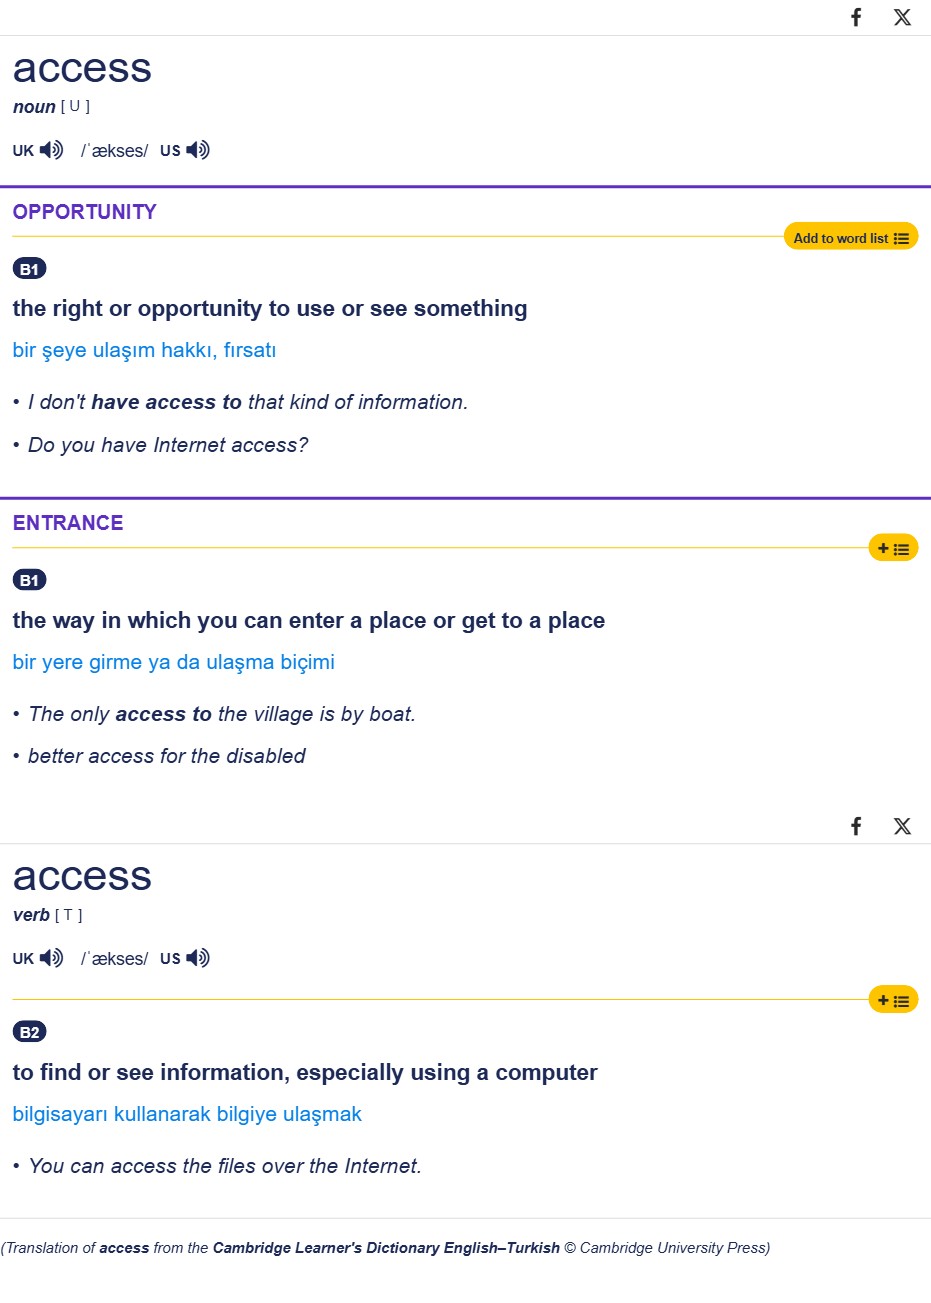 access
noun [ U ]
UK /ˈækses/ US
OPPORTUNITY
Add to word list
B1
the right or opportunity to use or see something
bir şeye ulaşım hakkı, fırsatı
• I don't have access to that kind of information.
• Do you have Internet access?
ENTRANCE
B1
the way in which you can enter a place or get to a place
bir yere girme ya da ulaşma biçimi
• The only access to the village is by boat.
• better access for the disabled
access
verb [ T ]
UK /ˈækses/ US
B2
to find or see information, especially using a computer
bilgisayarı kullanarak bilgiye ulaşmak
• You can access the files over the Internet.
(Translation of access from the Cambridge Learner's Dictionary English–Turkish © Cambridge University Press)